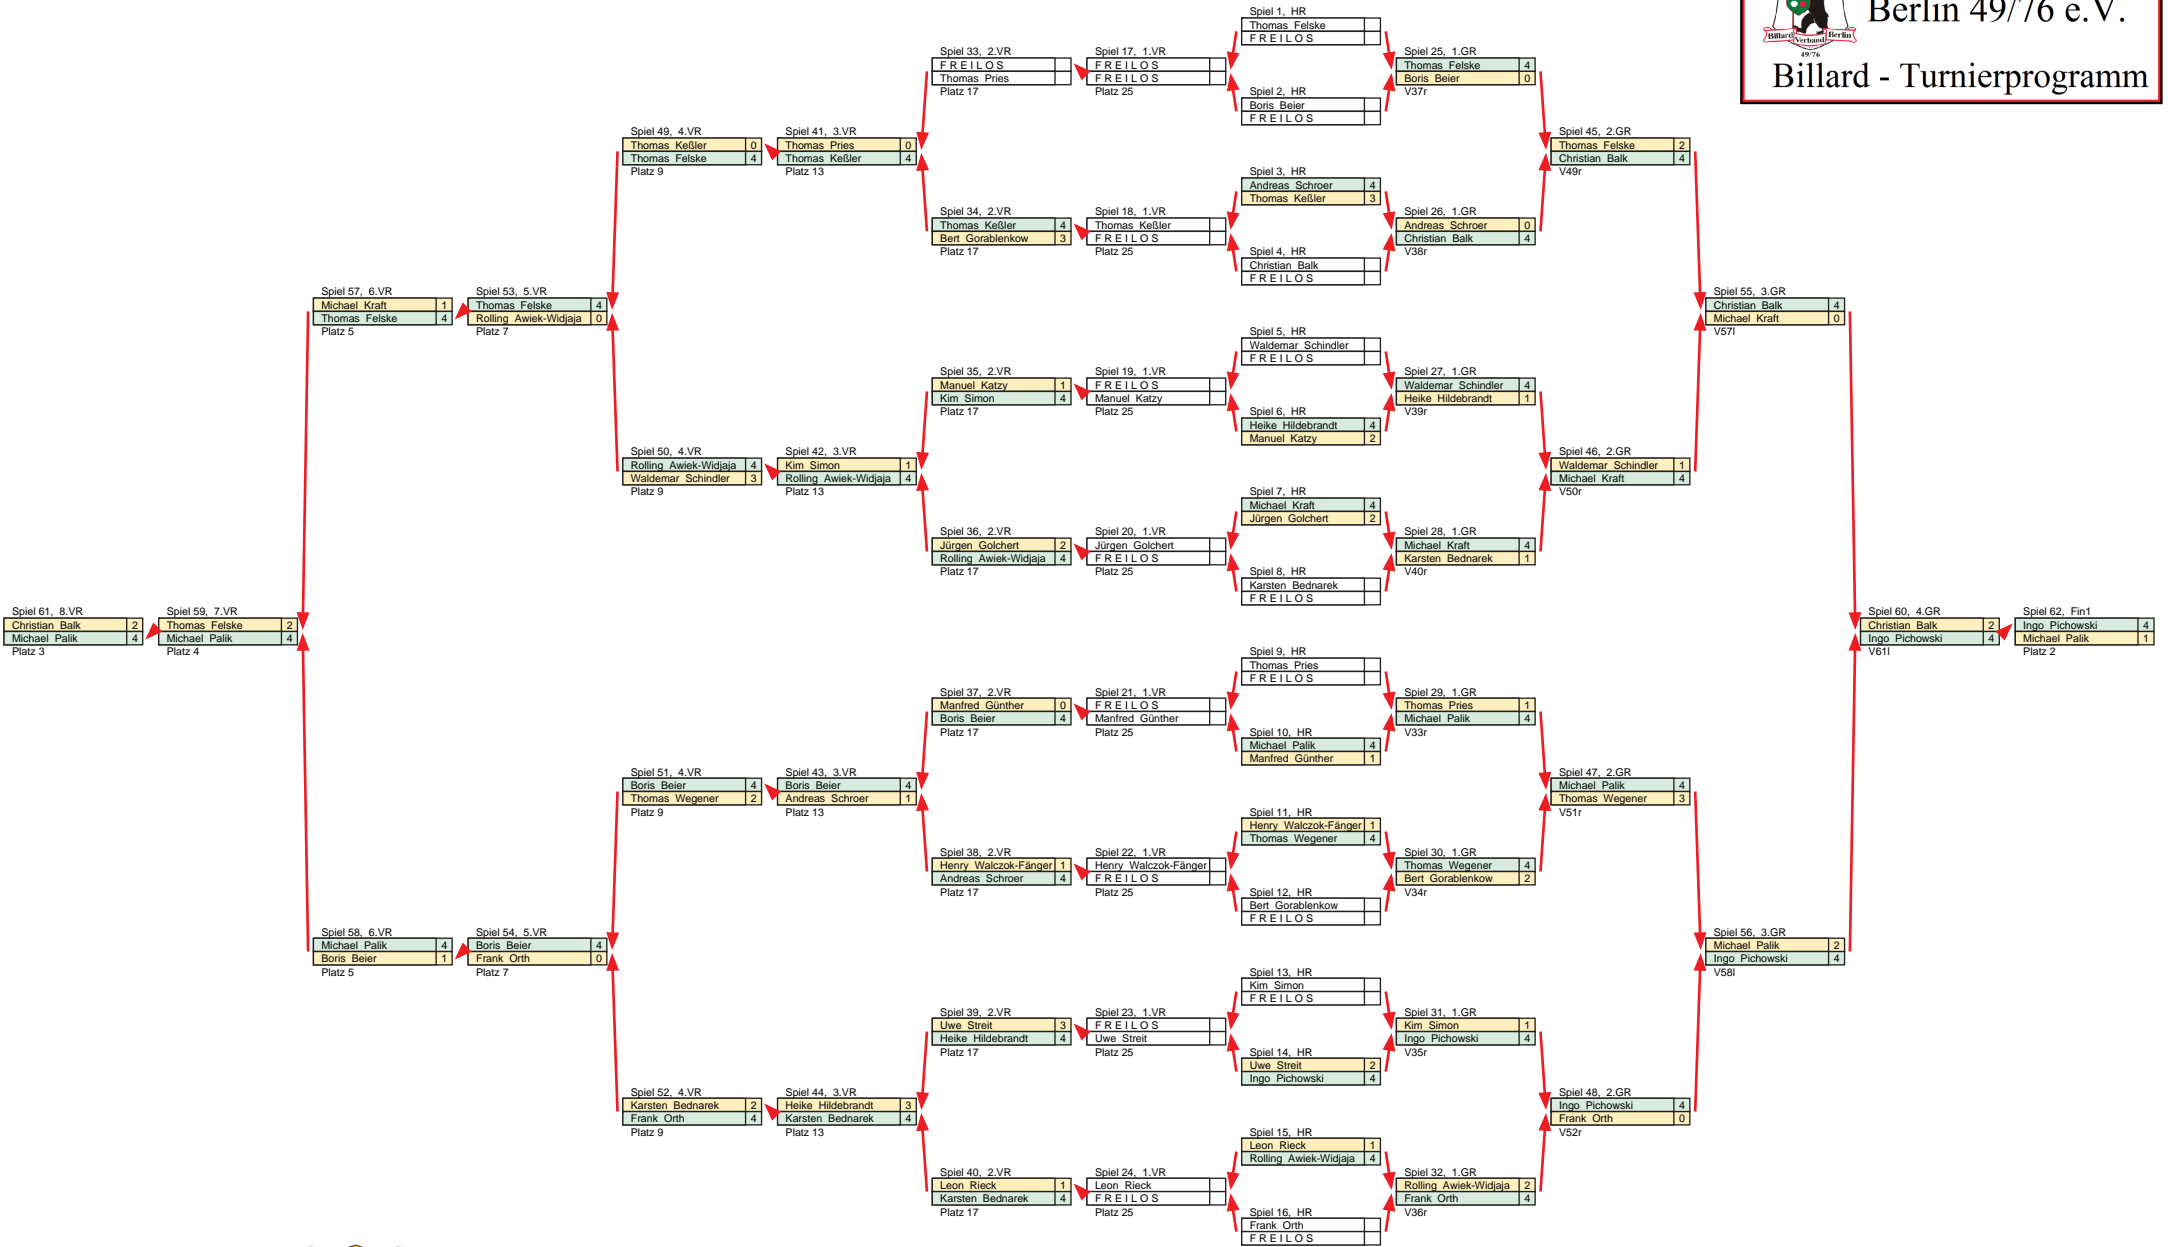 Berlin 49/76 e.V.
Billard Verband Berlin
49/76
Billard - Turnierprogramm
Spiel 61, 8.VR
Christian Balk 2
Michael Palik 4
Platz 3
Spiel 59, 7.VR
Thomas Felske 2
Michael Palik 4
Platz 4
Spiel 57, 6.VR
Michael Kraft 1
Thomas Felske 4
Platz 5
Spiel 58, 6.VR
Michael Palik 4
Boris Beier 1
Platz 5
Spiel 53, 5.VR
Thomas Felske 4
Rolling Awiek-Widjaja 0
Platz 7
Spiel 54, 5.VR
Boris Beier 4
Frank Orth 0
Platz 7
Spiel 49, 4.VR
Thomas Keßler 0
Thomas Felske 4
Platz 9
Spiel 50, 4.VR
Rolling Awiek-Widjaja 4
Waldemar Schindler 3
Platz 9
Spiel 51, 4.VR
Boris Beier 4
Thomas Wegener 2
Platz 9
Spiel 52, 4.VR
Karsten Bednarek 2
Frank Orth 4
Platz 9
Spiel 41, 3.VR
Thomas Pries 0
Thomas Keßler 4
Platz 13
Spiel 42, 3.VR
Kim Simon 1
Rolling Awiek-Widjaja 4
Platz 13
Spiel 43, 3.VR
Boris Beier 4
Andreas Schroer 1
Platz 13
Spiel 44, 3.VR
Heike Hildebrandt 3
Karsten Bednarek 4
Platz 13
Spiel 33, 2.VR
F R E I L O S
Thomas Pries
Platz 17
Spiel 34, 2.VR
Thomas Keßler 4
Bert Gorablenkow 3
Platz 17
Spiel 35, 2.VR
Manuel Katzy 1
Kim Simon 4
Platz 17
Spiel 36, 2.VR
Jürgen Golchert 2
Rolling Awiek-Widjaja 4
Platz 17
Spiel 37, 2.VR
Manfred Günther 0
Boris Beier 4
Platz 17
Spiel 38, 2.VR
Henry Walczok-Fänger 1
Andreas Schroer 4
Platz 17
Spiel 39, 2.VR
Uwe Streit 3
Heike Hildebrandt 4
Platz 17
Spiel 40, 2.VR
Leon Rieck 1
Karsten Bednarek 4
Platz 17
Spiel 17, 1.VR
F R E I L O S
F R E I L O S
Platz 25
Spiel 18, 1.VR
Thomas Keßler
F R E I L O S
Platz 25
Spiel 19, 1.VR
F R E I L O S
Manuel Katzy
Platz 25
Spiel 20, 1.VR
Jürgen Golchert
F R E I L O S
Platz 25
Spiel 21, 1.VR
F R E I L O S
Manfred Günther
Platz 25
Spiel 22, 1.VR
Henry Walczok-Fänger
F R E I L O S
Platz 25
Spiel 23, 1.VR
F R E I L O S
Uwe Streit
Platz 25
Spiel 24, 1.VR
Leon Rieck
F R E I L O S
Platz 25
Spiel 1, HR
Thomas Felske
F R E I L O S
Spiel 2, HR
Boris Beier
F R E I L O S
Spiel 3, HR
Andreas Schroer 4
Thomas Keßler 3
Spiel 4, HR
Christian Balk
F R E I L O S
Spiel 5, HR
Waldemar Schindler
F R E I L O S
Spiel 6, HR
Heike Hildebrandt 4
Manuel Katzy 2
Spiel 7, HR
Michael Kraft 4
Jürgen Golchert 2
Spiel 8, HR
Karsten Bednarek
F R E I L O S
Spiel 9, HR
Thomas Pries
F R E I L O S
Spiel 10, HR
Michael Palik 4
Manfred Günther 1
Spiel 11, HR
Henry Walczok-Fänger 1
Thomas Wegener 4
Spiel 12, HR
Bert Gorablenkow
F R E I L O S
Spiel 13, HR
Kim Simon
F R E I L O S
Spiel 14, HR
Uwe Streit 2
Ingo Pichowski 4
Spiel 15, HR
Leon Rieck 1
Rolling Awiek-Widjaja 4
Spiel 16, HR
Frank Orth
F R E I L O S
Spiel 25, 1.GR
Thomas Felske 4
Boris Beier 0
V37r
Spiel 26, 1.GR
Andreas Schroer 0
Christian Balk 4
V38r
Spiel 27, 1.GR
Waldemar Schindler 4
Heike Hildebrandt 1
V39r
Spiel 28, 1.GR
Michael Kraft 4
Karsten Bednarek 1
V40r
Spiel 29, 1.GR
Thomas Pries 1
Michael Palik 4
V33r
Spiel 30, 1.GR
Thomas Wegener 4
Bert Gorablenkow 2
V34r
Spiel 31, 1.GR
Kim Simon 1
Ingo Pichowski 4
V35r
Spiel 32, 1.GR
Rolling Awiek-Widjaja 2
Frank Orth 4
V36r
Spiel 45, 2.GR
Thomas Felske 2
Christian Balk 4
V49r
Spiel 46, 2.GR
Waldemar Schindler 1
Michael Kraft 4
V50r
Spiel 47, 2.GR
Michael Palik 4
Thomas Wegener 3
V51r
Spiel 48, 2.GR
Ingo Pichowski 4
Frank Orth 0
V52r
Spiel 55, 3.GR
Christian Balk 4
Michael Kraft 0
V57l
Spiel 56, 3.GR
Michael Palik 2
Ingo Pichowski 4
V58l
Spiel 60, 4.GR
Christian Balk 2
Ingo Pichowski 4
V61l
Spiel 62, Fin1
Ingo Pichowski 4
Michael Palik 1
Platz 2